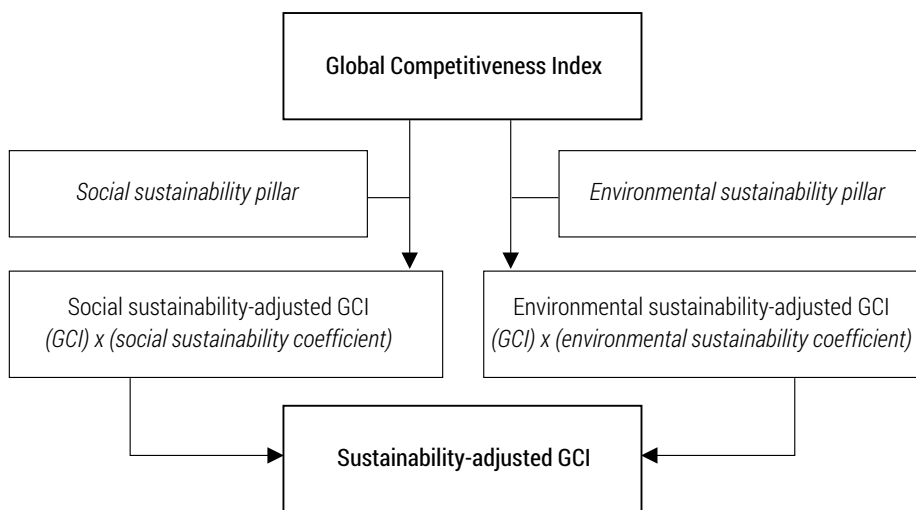 Global Competitiveness Index
Social sustainability pillar
Environmental sustainability pillar
Social sustainability-adjusted GCI
(GCI) x (social sustainability coefficient)
Environmental sustainability-adjusted GCI
(GCI) x (environmental sustainability coefficient)
Sustainability-adjusted GCI